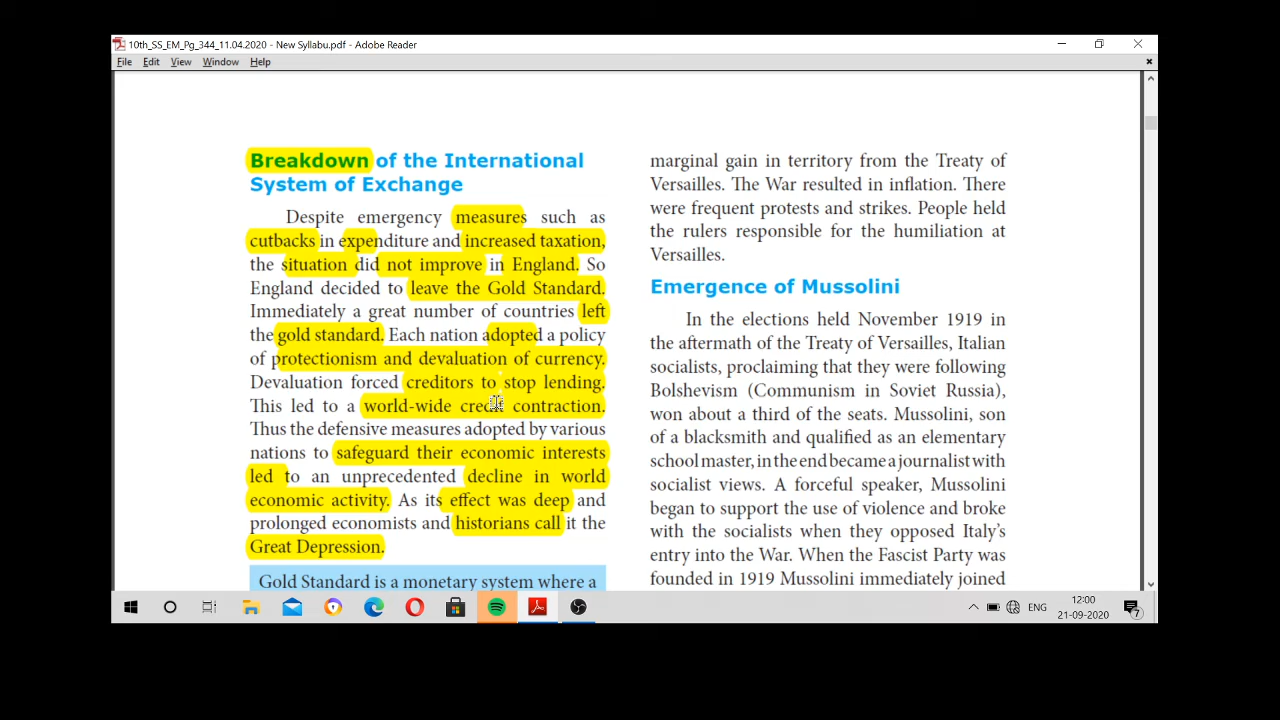 10th_SS_EM_Pg_344_11.04.2020 - New Syllabu.pdf - Adobe Reader
File Edit View Window Help
Breakdown of the International
System of Exchange
Despite emergency measures such as
cutbacks in expenditure and increased taxation,
the situation did not improve in England. So
England decided to leave the Gold Standard.
Immediately a great number of countries left
the gold standard. Each nation adopted a policy
of protectionism and devaluation of currency.
Devaluation forced creditors to stop lending.
This led to a world-wide credit contraction.
Thus the defensive measures adopted by various
nations to safeguard their economic interests
led to an unprecedented decline in world
economic activity. As its effect was deep and
prolonged economists and historians call it the
Great Depression.
Gold Standard is a monetary system where a
marginal gain in territory from the Treaty of
Versailles. The War resulted in inflation. There
were frequent protests and strikes. People held
the rulers responsible for the humiliation at
Versailles.
Emergence of Mussolini
In the elections held November 1919 in
the aftermath of the Treaty of Versailles, Italian
socialists, proclaiming that they were following
Bolshevism (Communism in Soviet Russia),
won about a third of the seats. Mussolini, son
of a blacksmith and qualified as an elementary
school master, in the end became a journalist with
socialist views. A forceful speaker, Mussolini
began to support the use of violence and broke
with the socialists when they opposed Italy's
entry into the War. When the Fascist Party was
founded in 1919 Mussolini immediately joined
ENG
12:00
21-09-2020
7